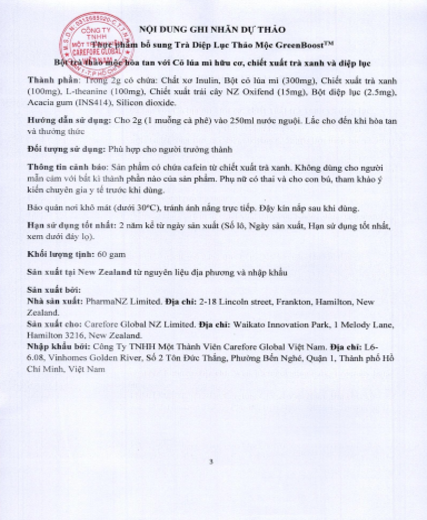 NỘI DUNG GHI NHÃN DỰ THẢO
Thực phẩm bổ sung Trà Diệp Lục Thảo Mộc GreenBoost™
Bột trà thảo mộc hòa tan với Cỏ lúa mì hữu cơ, chiết xuất trà xanh và diệp lục
Thành phần: Trong 2g có chứa: Chất xơ Inulin, Bột cỏ lúa mì (300mg), Chiết xuất trà xanh
(100mg), L-theanine (100mg), Chiết xuất trái cây NZ Oxifend (15mg), Bột diệp lục (2.5mg),
Acacia gum (INS414), Silicon dioxide.
Hướng dẫn sử dụng: Cho 2g (1 muỗng cà phê) vào 250ml nước nguội. Lắc cho đến khi hòa tan
và thưởng thức
Đối tượng sử dụng: Phù hợp cho người trưởng thành
Thông tin cảnh báo: Sản phẩm có chứa cafein từ chiết xuất trà xanh. Không dùng cho người
mẫn cảm với bất kì thành phần nào của sản phẩm. Phụ nữ có thai và cho con bú, tham khảo ý
kiến chuyên gia y tế trước khi dùng.
Bảo quản nơi khô mát (dưới 30°C), tránh ánh nắng trực tiếp. Đậy kín nắp sau khi dùng.
Hạn sử dụng tốt nhất: 2 năm kể từ ngày sản xuất (Số lô, Ngày sản xuất, Hạn sử dụng tốt nhất,
xem dưới đáy lọ).
Khối lượng tịnh: 60 gam
Sản xuất tại New Zealand từ nguyên liệu địa phương và nhập khẩu
Sản xuất bởi:
Nhà sản xuất: PharmaNZ Limited. Địa chỉ: 2-18 Lincoln street, Frankton, Hamilton, New
Zealand.
Sản xuất cho: Carefore Global NZ Limited. Địa chỉ: Waikato Innovation Park, 1 Melody Lane,
Hamilton 3216, New Zealand.
Nhập khẩu bởi: Công Ty TNHH Một Thành Viên Carefore Global Việt Nam. Địa chỉ: L6-
6.08, Vinhomes Golden River, Số 2 Tôn Đức Thắng, Phường Bến Nghé, Quận 1, Thành phố Hồ
Chí Minh, Việt Nam
CÔNG TY
TNHH
MỘT THÀNH VIÊN
CAREFORE GLOBAL
VIỆT NAM
3